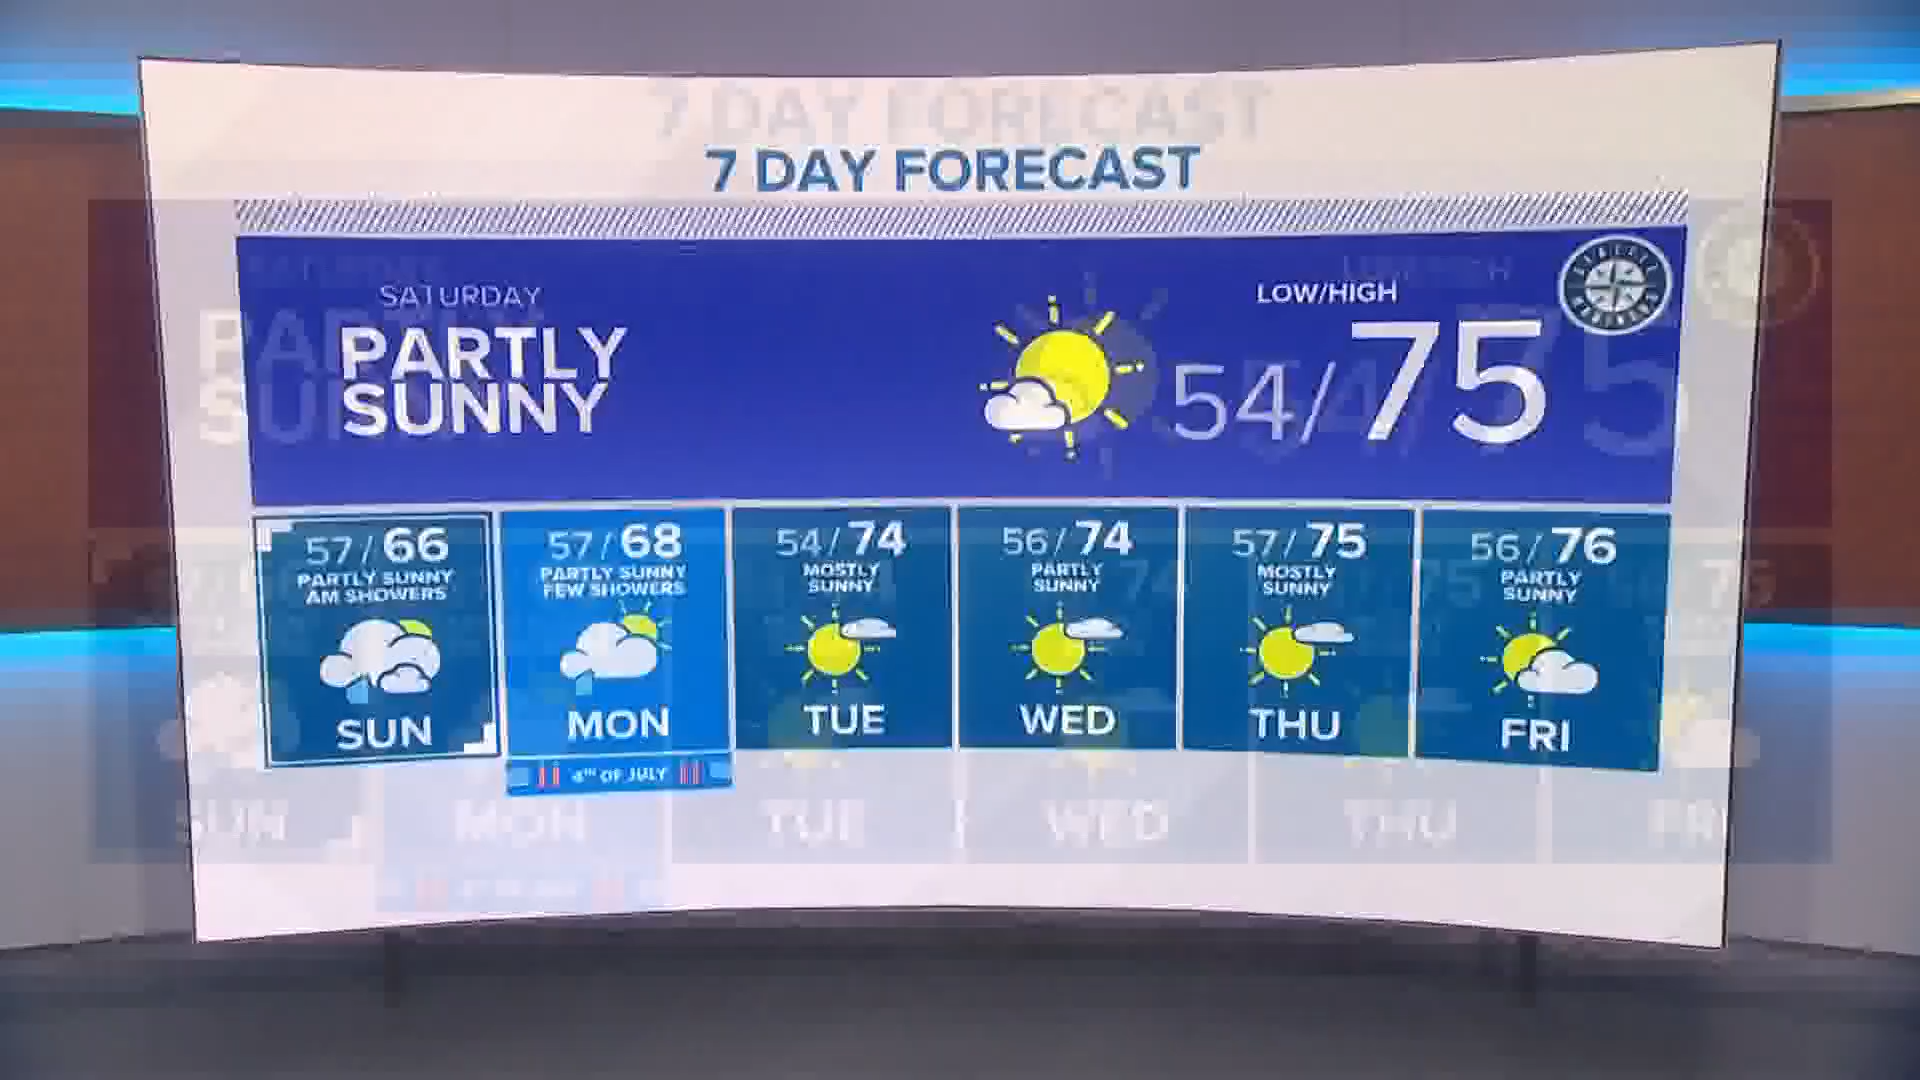 7 DAY FORECAST
SATURDAY
PARTLY
SUNNY
LOW/HIGH
54/75
57/66
PARTLY SUNNY
AM SHOWERS
SUN
57/68
PARTLY SUNNY
FEW SHOWERS
MON
4TH OF JULY
54/74
MOSTLY
SUNNY
TUE
56/74
PARTLY
SUNNY
WED
57/75
MOSTLY
SUNNY
THU
56/76
PARTLY
SUNNY
FRI